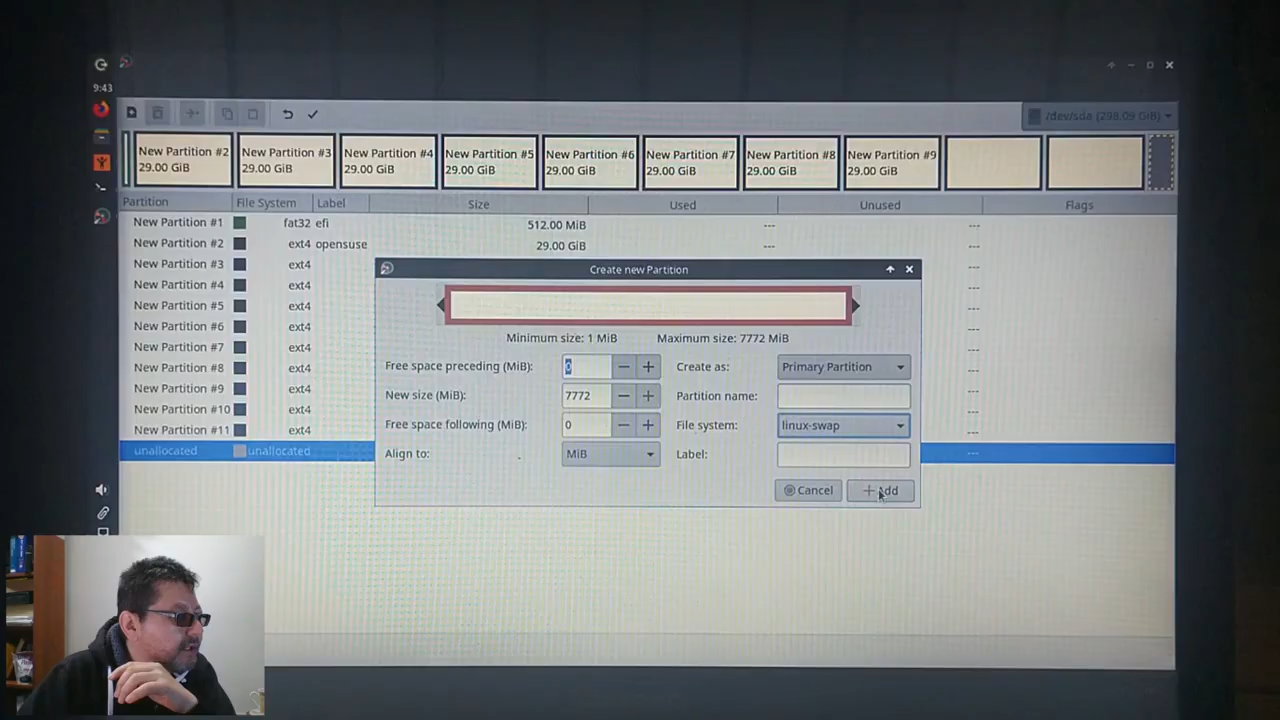 9:43
/dev/sda (298.09 GiB)
New Partition #2
29.00 GiB
New Partition #3
29.00 GiB
New Partition #4
29.00 GiB
New Partition #5
29.00 GiB
New Partition #6
29.00 GiB
New Partition #7
29.00 GiB
New Partition #8
29.00 GiB
New Partition #9
29.00 GiB
Partition File System Label Size Used Unused Flags
New Partition #1 fat32 efi 512.00 MiB --- ---
New Partition #2 ext4 opensuse 29.00 GiB --- ---
New Partition #3 ext4 ---
New Partition #4 ext4 ---
New Partition #5 ext4 ---
New Partition #6 ext4 ---
New Partition #7 ext4 ---
New Partition #8 ext4 ---
New Partition #9 ext4 ---
New Partition #10 ext4 ---
New Partition #11 ext4 ---
unallocated unallocated ---
Create new Partition
Minimum size: 1 MiB Maximum size: 7772 MiB
Free space preceding (MiB): 0 Create as: Primary Partition
New size (MiB): 7772 Partition name:
Free space following (MiB): 0 File system: linux-swap
Align to: MiB Label:
Cancel Add